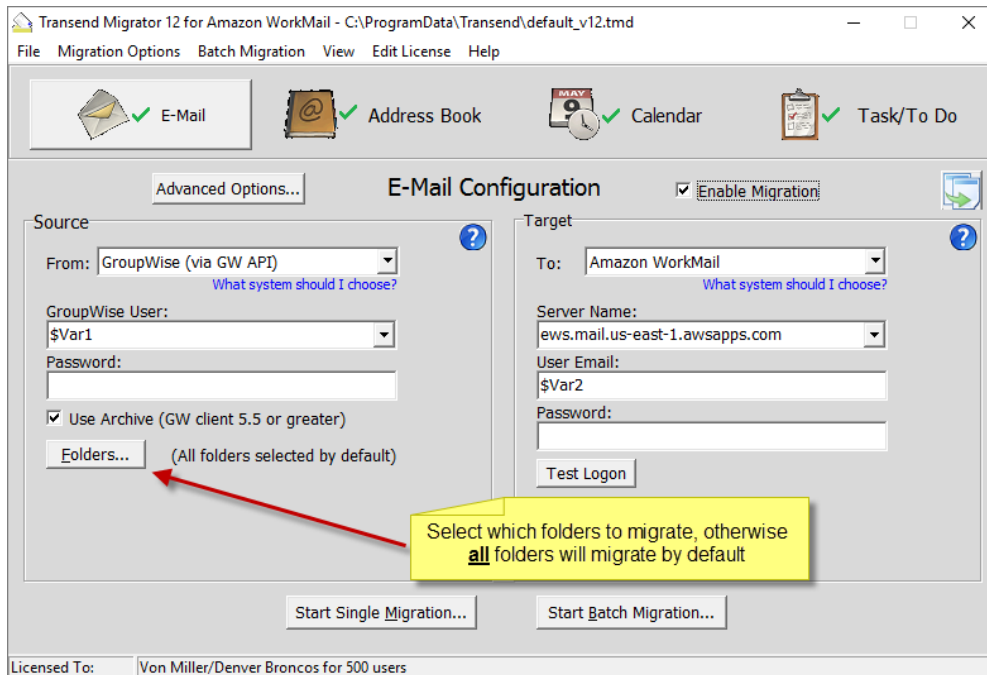 Transend Migrator 12 for Amazon WorkMail - C:\ProgramData\Transend\default_v12.tmd
File Migration Options Batch Migration View Edit License Help
E-Mail
MAY
9
Address Book
Calendar
Task/To Do
Advanced Options...
E-Mail Configuration
Enable Migration
Source
From: GroupWise (via GW API)
What system should I choose?
GroupWise User:
$Var1
Password:
Use Archive (GW client 5.5 or greater)
Folders... (All folders selected by default)
Target
To: Amazon WorkMail
What system should I choose?
Server Name:
ews.mail.us-east-1.awsapps.com
User Email:
$Var2
Password:
Test Logon
Select which folders to migrate, otherwise
all folders will migrate by default
Start Single Migration...
Start Batch Migration...
Licensed To: Von Miller/Denver Broncos for 500 users